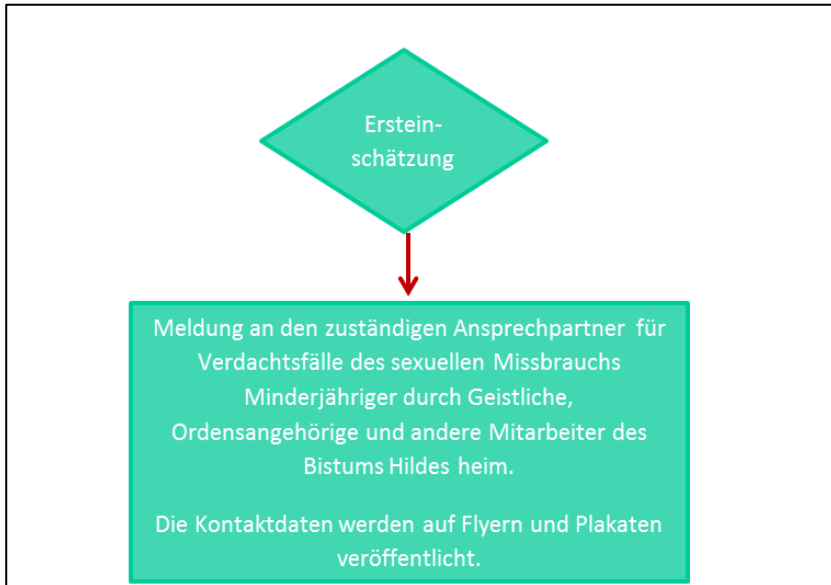 Erstein-
schätzung
Meldung an den zuständigen Ansprechpartner für
Verdachtsfälle des sexuellen Missbrauchs
Minderjähriger durch Geistliche,
Ordensangehörige und andere Mitarbeiter des
Bistums Hildes heim.
Die Kontaktdaten werden auf Flyern und Plakaten
veröffentlicht.